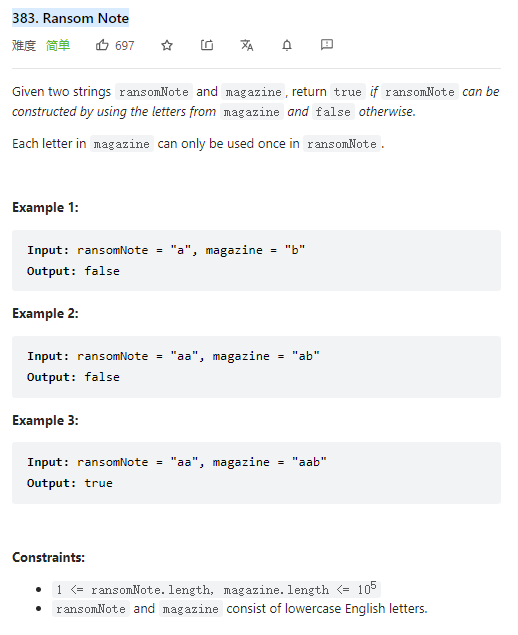 383. Ransom Note
难度 简单 697
Given two strings ransomNote and magazine, return true if ransomNote can be
constructed by using the letters from magazine and false otherwise.
Each letter in magazine can only be used once in ransomNote.
Example 1:
Input: ransomNote = "a", magazine = "b"
Output: false
Example 2:
Input: ransomNote = "aa", magazine = "ab"
Output: false
Example 3:
Input: ransomNote = "aa", magazine = "aab"
Output: true
Constraints:
• 1 <= ransomNote.length, magazine.length <= 10⁵
• ransomNote and magazine consist of lowercase English letters.